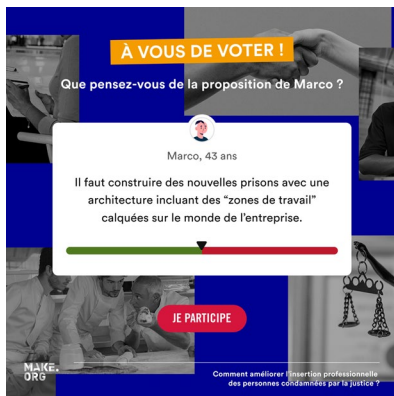 À VOUS DE VOTER !
Que pensez-vous de la proposition de Marco ?
Marco, 43 ans
Il faut construire des nouvelles prisons avec une
architecture incluant des “zones de travail”
calquées sur le monde de l’entreprise.
JE PARTICIPE
MAKE.
ORG
Comment améliorer l’insertion professionnelle
des personnes condamnées par la justice ?